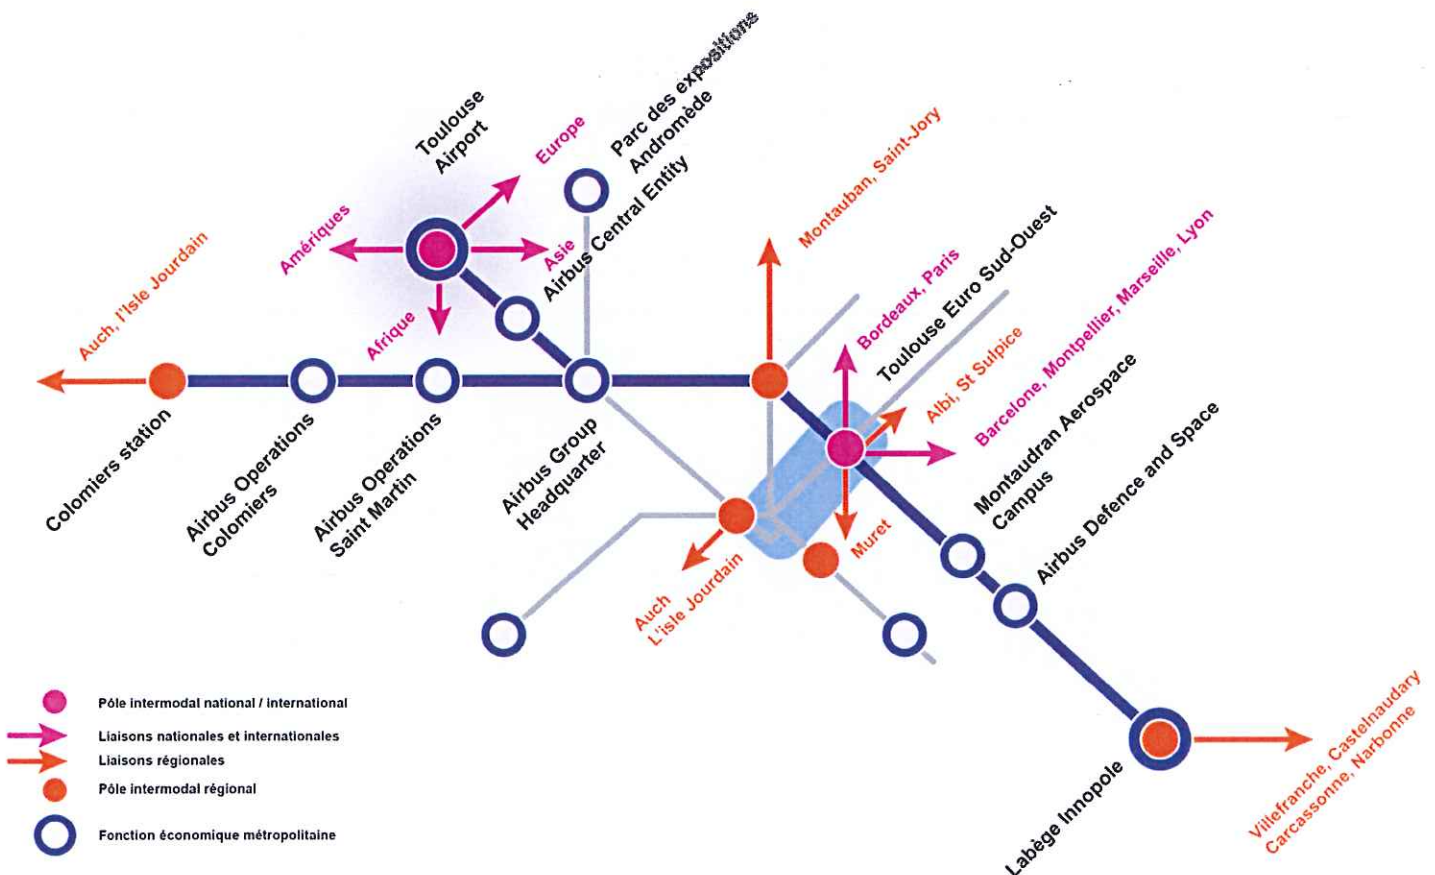 Parc des expositions
Andromède
Toulouse
Airport
Europe
Airbus Central Entity
Amériques
Asie
Afrique
Auch, l'Isle Jourdain
Montauban, Saint-Jory
Bordeaux, Paris
Toulouse Euro Sud-Ouest
Albi, St Sulpice
Barcelone, Montpellier, Marseille, Lyon
Colomiers station
Airbus Operations
Colomiers
Airbus Operations
Saint Martin
Airbus Group
Headquarter
Montaudran Aerospace
Campus
Airbus Defence and Space
Muret
Auch
L'isle Jourdain
Labège Innopole
Villefranche, Castelnaudary
Carcassonne, Narbonne
Pôle intermodal national / international
Liaisons nationales et internationales
Liaisons régionales
Pôle intermodal régional
Fonction économique métropolitaine